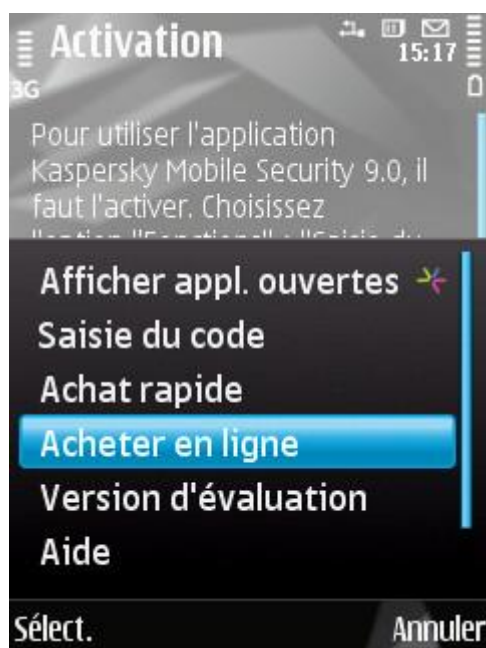 Activation
15:17
3G
Pour utiliser l'application
Kaspersky Mobile Security 9.0, il
faut l'activer. Choisissez
Afficher appl. ouvertes
Saisie du code
Achat rapide
Acheter en ligne
Version d'évaluation
Aide
Sélect.
Annuler